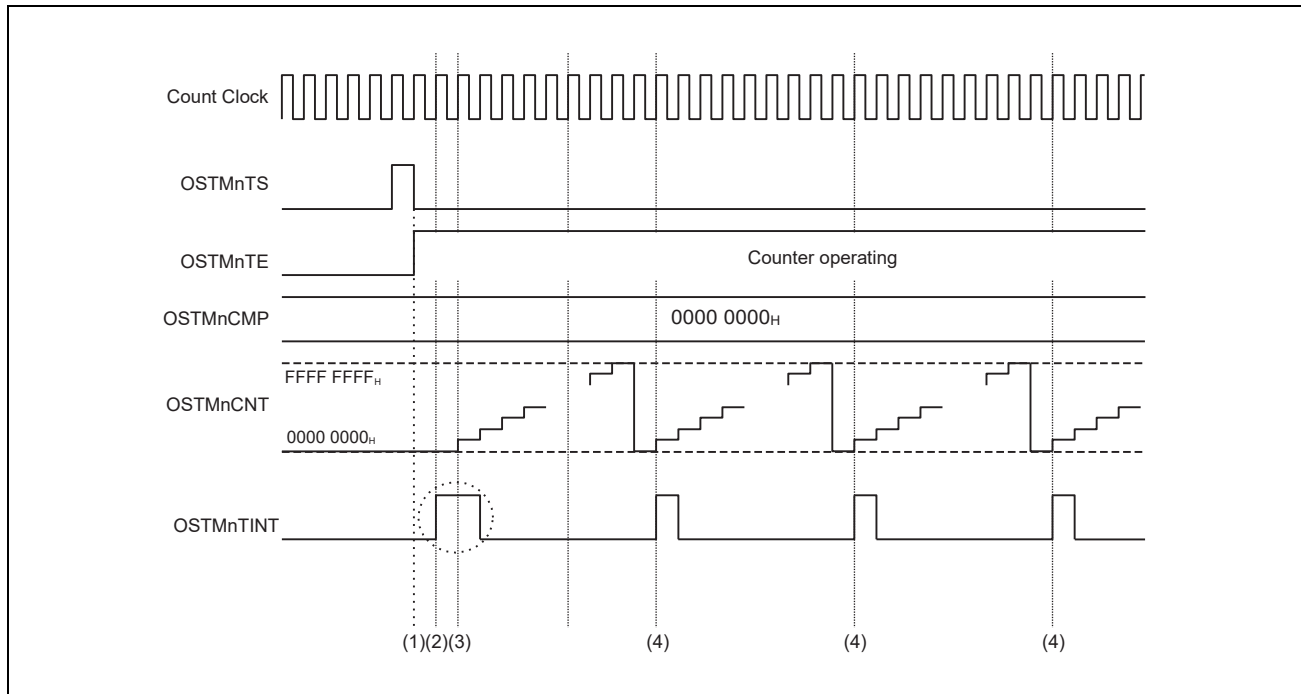 Count Clock
OSTMnTS
OSTMnTE
Counter operating
OSTMnCMP
0000 0000H
FFFF FFFFH
OSTMnCNT
0000 0000H
OSTMnTINT
(1)(2)(3) (4) (4) (4)